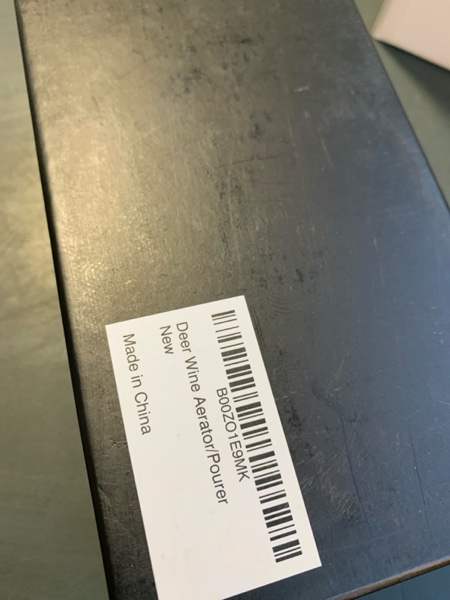 B00ZO1E9MK
Deer Wine Aerator/Pourer
New
Made in China